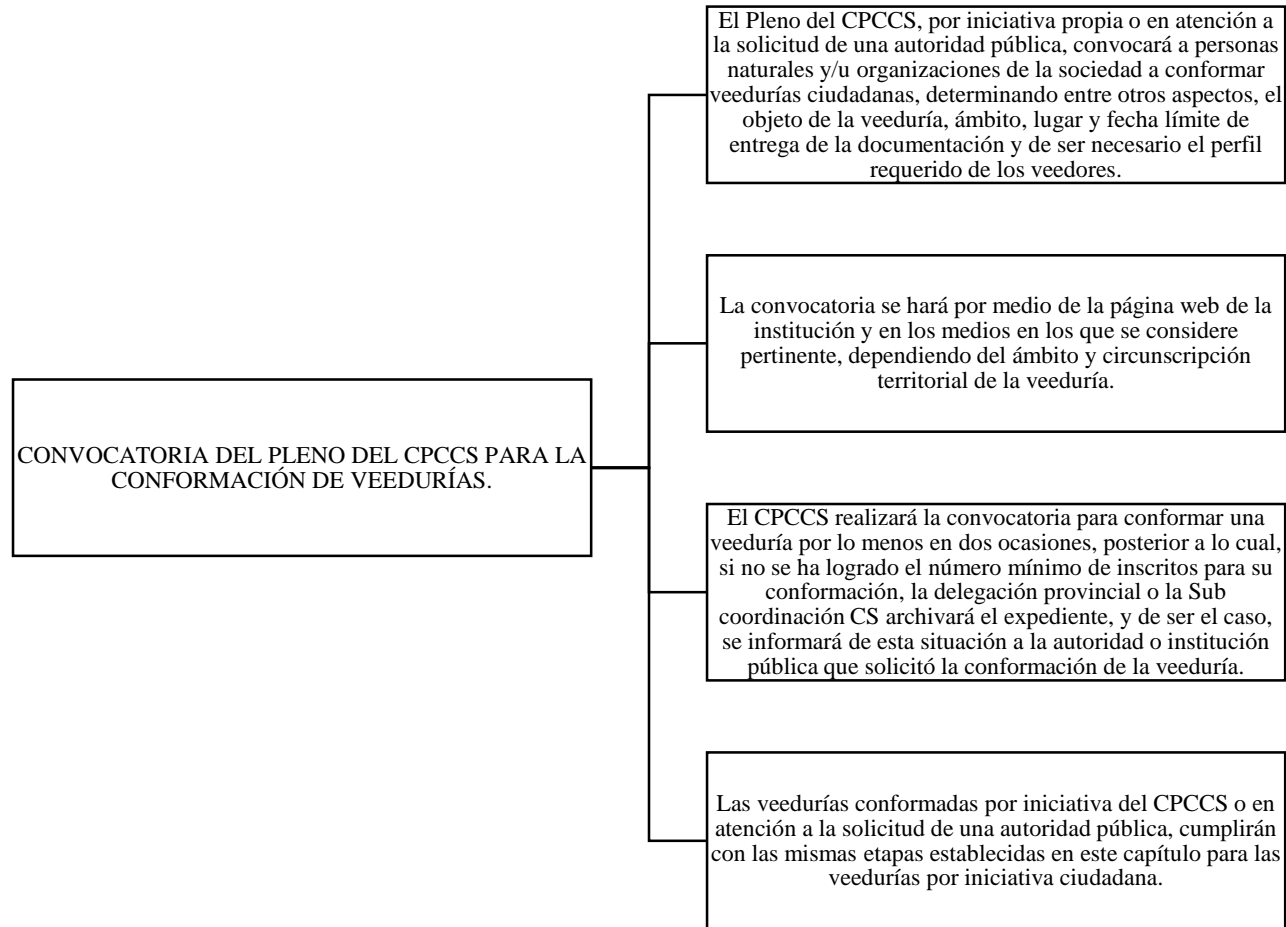 El Pleno del CPCCS, por iniciativa propia o en atención a
la solicitud de una autoridad pública, convocará a personas
naturales y/u organizaciones de la sociedad a conformar
veedurías ciudadanas, determinando entre otros aspectos, el
objeto de la veeduría, ámbito, lugar y fecha límite de
entrega de la documentación y de ser necesario el perfil
requerido de los veedores.
La convocatoria se hará por medio de la página web de la
institución y en los medios en los que se considere
pertinente, dependiendo del ámbito y circunscripción
territorial de la veeduría.
CONVOCATORIA DEL PLENO DEL CPCCS PARA LA
CONFORMACIÓN DE VEEDURÍAS.
El CPCCS realizará la convocatoria para conformar una
veeduría por lo menos en dos ocasiones, posterior a lo cual,
si no se ha logrado el número mínimo de inscritos para su
conformación, la delegación provincial o la Sub
coordinación CS archivará el expediente, y de ser el caso,
se informará de esta situación a la autoridad o institución
pública que solicitó la conformación de la veeduría.
Las veedurías conformadas por iniciativa del CPCCS o en
atención a la solicitud de una autoridad pública, cumplirán
con las mismas etapas establecidas en este capítulo para las
veedurías por iniciativa ciudadana.